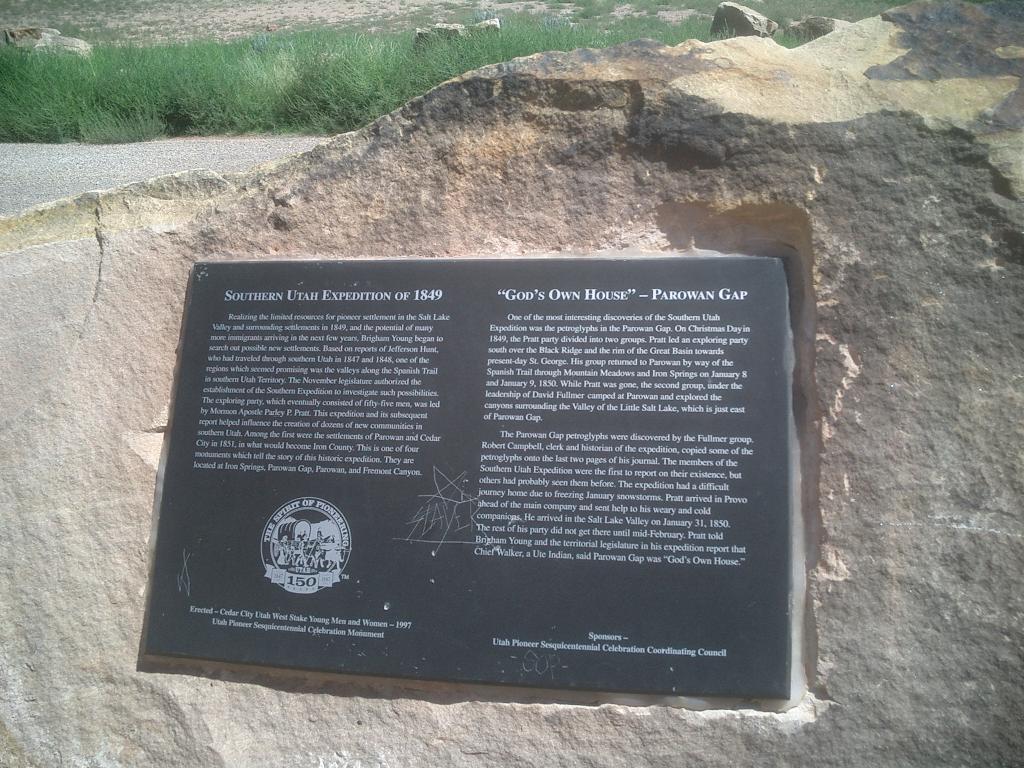 SOUTHERN UTAH EXPEDITION OF 1849
Realizing the limited resources for pioneer settlement in the Salt Lake
Valley and surrounding settlements in 1849, and the potential of many
more immigrants arriving in the next few years, Brigham Young began to
search out possible new settlements. Based on reports of Jefferson Hunt,
who had traveled through southern Utah in 1847 and 1848, one of the
regions which seemed promising was the valleys along the Spanish Trail
in southern Utah Territory. The November legislature authorized the
establishment of the Southern Expedition to investigate such possibilities.
The exploring party, which eventually consisted of fifty-five men, was led
by Mormon Apostle Parley P. Pratt. This expedition and its subsequent
report helped influence the creation of dozens of new communities in
southern Utah. Among the first were the settlements of Parowan and Cedar
City in 1851, in what would become Iron County. This is one of four
monuments which tell the story of this historic expedition. They are
located at Iron Springs, Parowan Gap, Parowan, and Fremont Canyon.
THE SPIRIT OF PIONEERING
UTAH
150
TM
Erected – Cedar City Utah West Stake Young Men and Women – 1997
Utah Pioneer Sesquicentennial Celebration Monument
"GOD'S OWN HOUSE" – PAROWAN GAP
One of the most interesting discoveries of the Southern Utah
Expedition was the petroglyphs in the Parowan Gap. On Christmas Day in
1849, the Pratt party divided into two groups. Pratt led an exploring party
south over the Black Ridge and the rim of the Great Basin towards
present-day St. George. His group returned to Parowan by way of the
Spanish Trail through Mountain Meadows and Iron Springs on January 8
and January 9, 1850. While Pratt was gone, the second group, under the
leadership of David Fullmer camped at Parowan and explored the
canyons surrounding the Valley of the Little Salt Lake, which is just east
of Parowan Gap.
The Parowan Gap petroglyphs were discovered by the Fullmer group.
Robert Campbell, clerk and historian of the expedition, copied some of the
petroglyphs onto the last two pages of his journal. The members of the
Southern Utah Expedition were the first to report on their existence, but
others had probably seen them before. The expedition had a difficult
journey home due to freezing January snowstorms. Pratt arrived in Provo
ahead of the main company and sent help to his weary and cold
companions. He arrived in the Salt Lake Valley on January 31, 1850.
The rest of his party did not get there until mid-February. Pratt told
Brigham Young and the territorial legislature in his expedition report that
Chief Walker, a Ute Indian, said Parowan Gap was "God's Own House."
Sponsors –
Utah Pioneer Sesquicentennial Celebration Coordinating Council